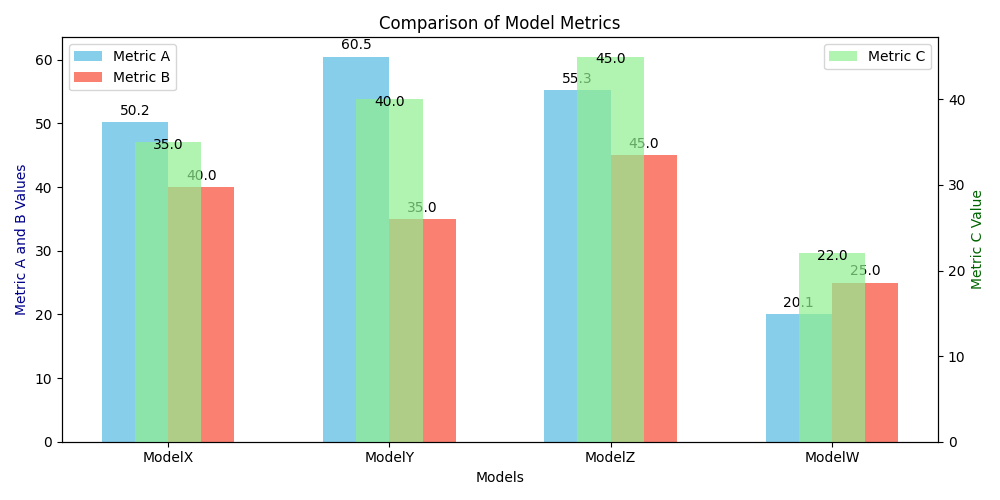 Comparison of Model Metrics
Metric A
Metric B
Metric C
60
50
40
30
20
10
0
Metric A and B Values
50.2
35.0
40.0
60.5
40.0
35.0
55.3
45.0
45.0
20.1
22.0
25.0
40
30
20
10
0
Metric C Value
ModelX
ModelY
ModelZ
ModelW
Models